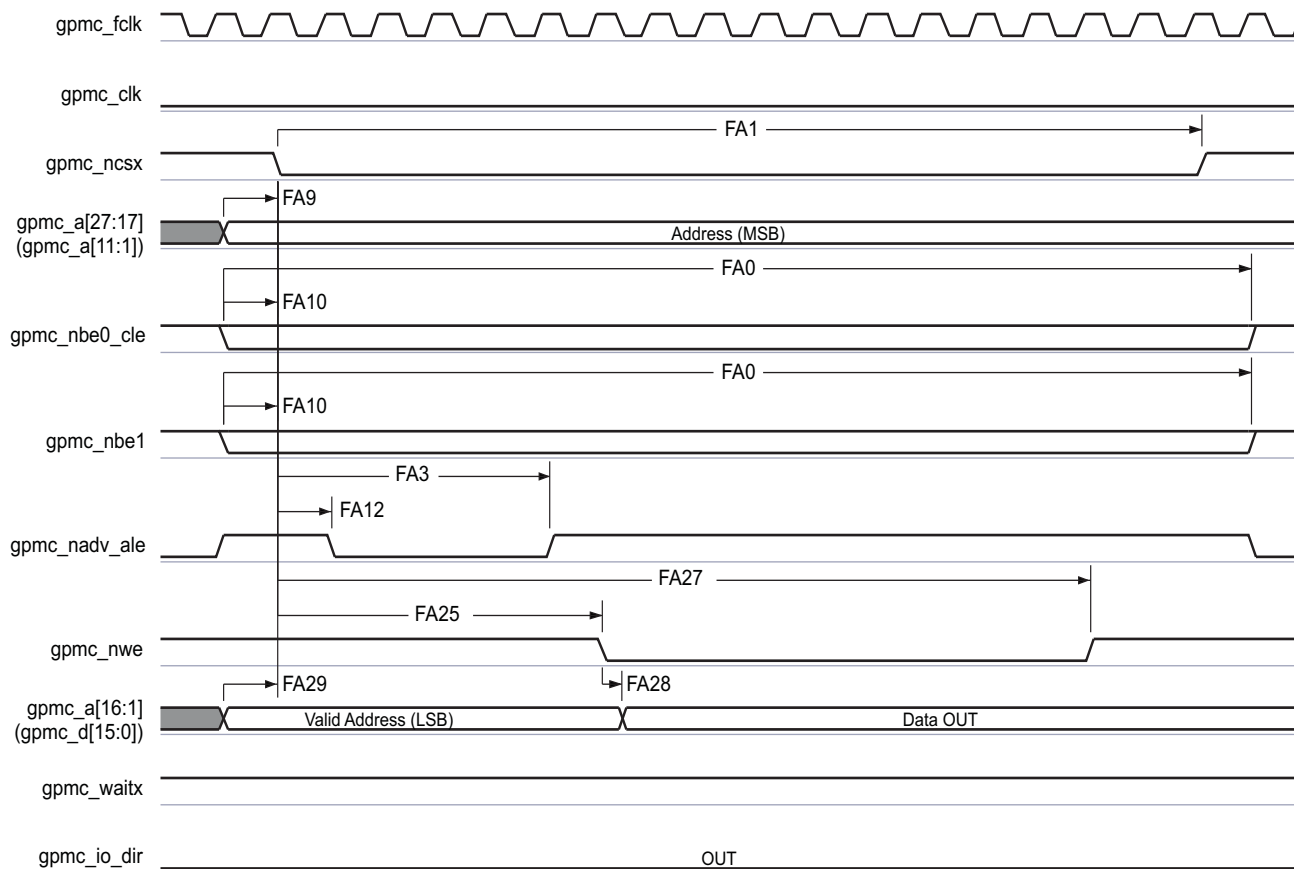 gpmc_fclk
gpmc_clk
FA1
gpmc_ncsx
FA9
gpmc_a[27:17]
(gpmc_a[11:1])
Address (MSB)
FA0
FA10
gpmc_nbe0_cle
FA0
FA10
gpmc_nbe1
FA3
FA12
gpmc_nadv_ale
FA27
FA25
gpmc_nwe
FA29
FA28
gpmc_a[16:1]
(gpmc_d[15:0])
Valid Address (LSB)
Data OUT
gpmc_waitx
gpmc_io_dir
OUT